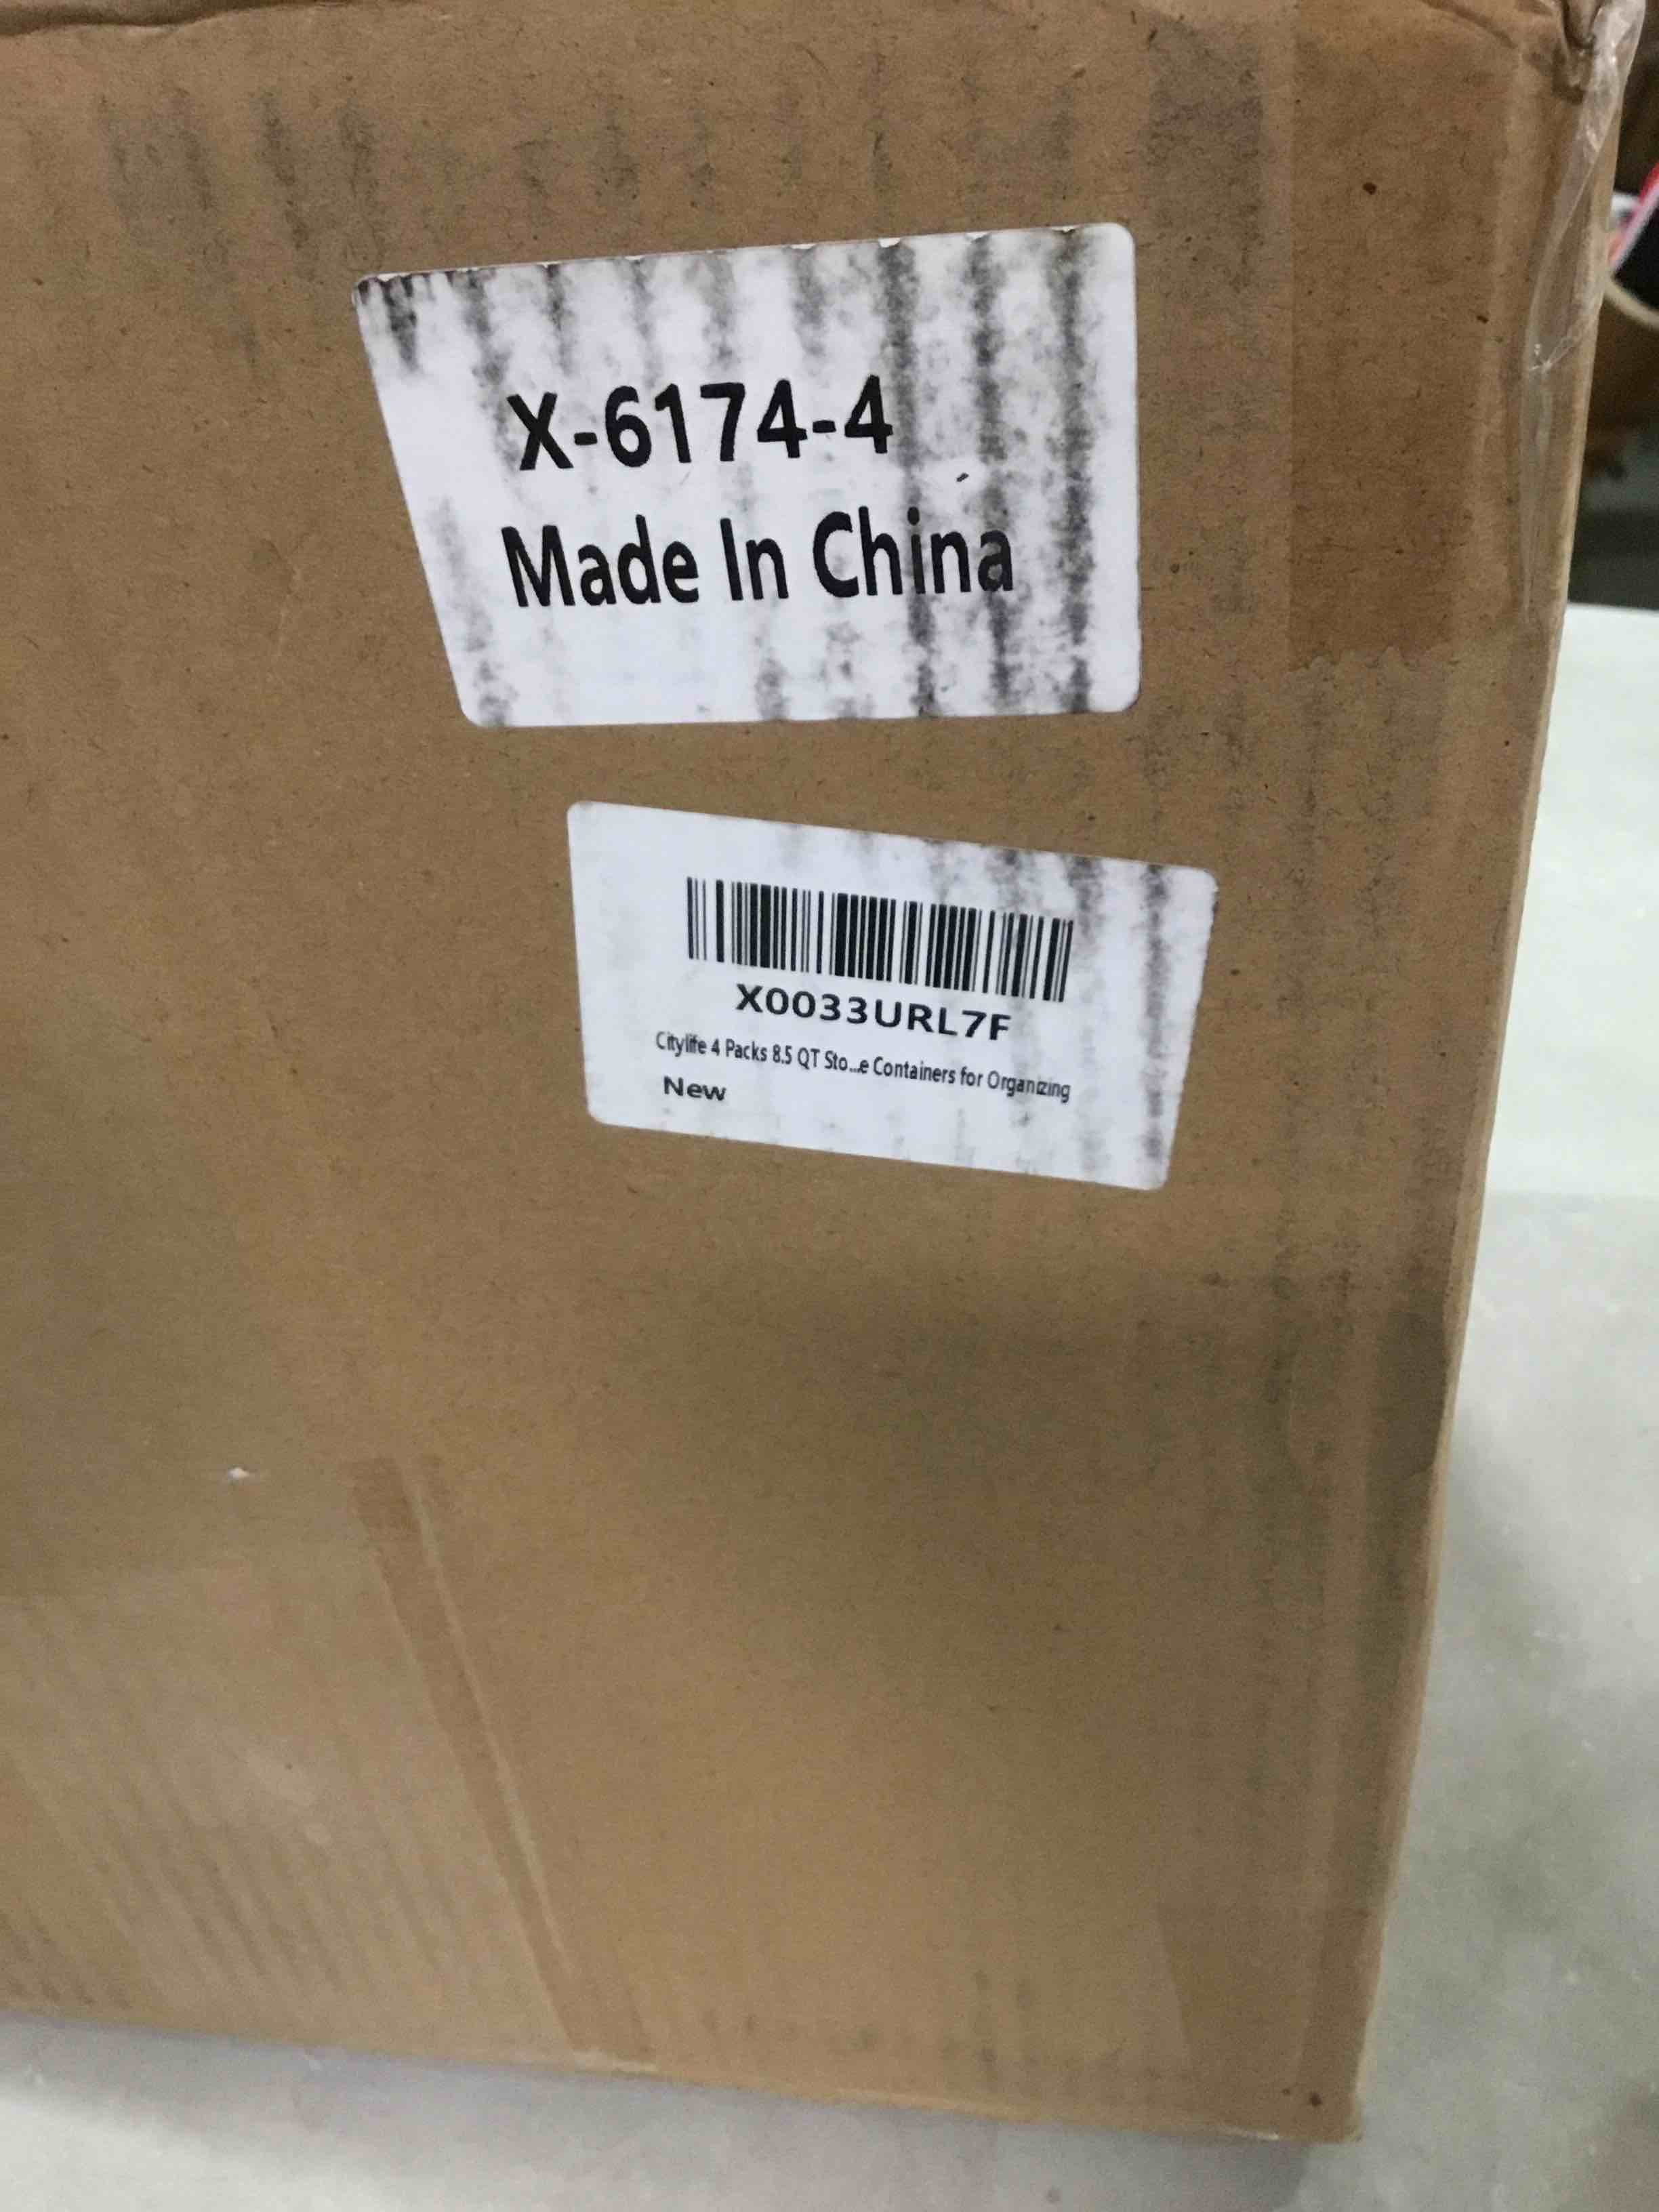 X-6174-4
Made In China
X0033URL7F
Citylife 4 Packs 8.5 QT Sto...e Containers for Organizing
New